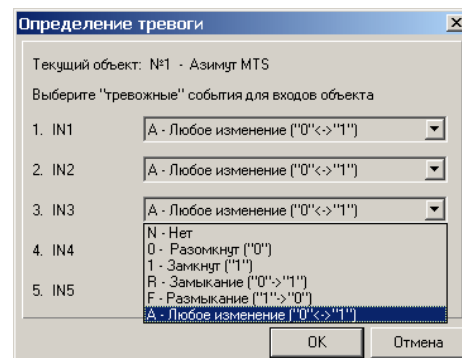 Определение тревоги
Текущий объект: №1 - Азимут MTS
Выберите "тревожные" события для входов объекта
1. IN1 A - Любое изменение ("0"<->"1")
2. IN2 A - Любое изменение ("0"<->"1")
3. IN3 A - Любое изменение ("0"<->"1")
N - Нет
0 - Разомкнут ("0")
4. IN4 1 - Замкнут ("1")
R - Замыкание ("0"->"1")
5. IN5 F - Размыкание ("1"->"0")
A - Любое изменение ("0"<->"1")
OK Отмена